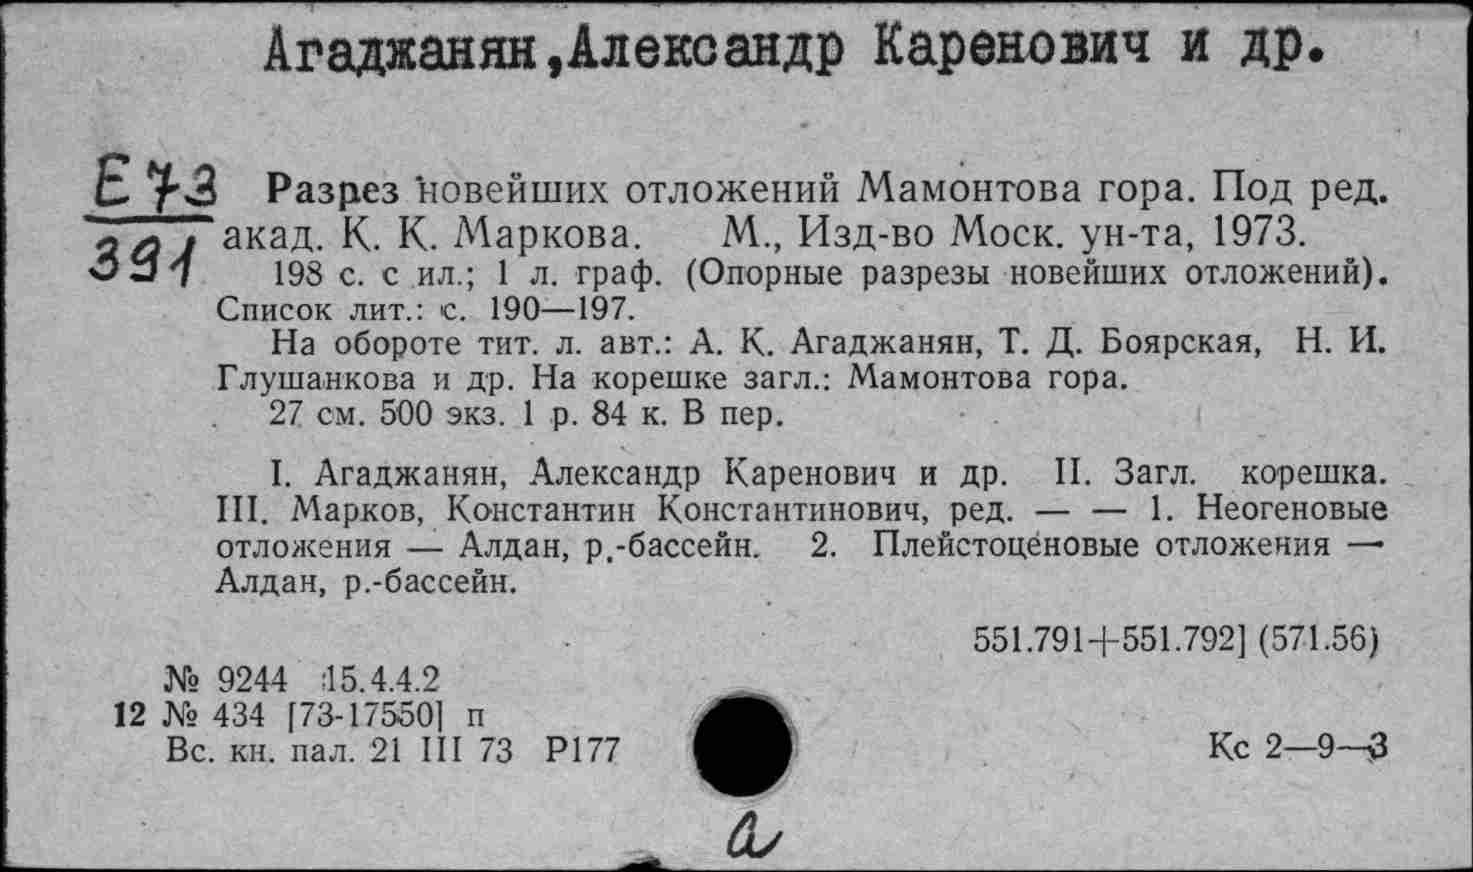 Агаджанян,Александр Каренович и др.
Е73
391
Разрез новейших отложений Мамонтова гора. Под ред.
акад. К. К. Маркова. М., Изд-во Моск. ун-та, 1973.
198 с. с ил.; 1 л. граф. (Опорные разрезы новейших отложений).
Список лит.: с. 190—197.
На обороте тит. л. авт.: А. К. Агаджанян, Т. Д. Боярская, Н. И.
Глушанкова и др. На корешке загл.: Мамонтова гора.
27 см. 500 экз. 1 р. 84 к. В пер.
I. Агаджанян, Александр Каренович и др. II. Загл. корешка.
III. Марков, Константин Константинович, ред. — — 1. Неогеновые
отложения — Алдан, р.-бассейн. 2. Плейстоценовые отложения —
Алдан, р.-бассейн.
551.791+551.792] (571.56)
№ 9244 15.4.4.2
12 № 434 [73-17550] п
Вс. кн. пал. 21 III 73 Р177
Кс 2—9—3
а